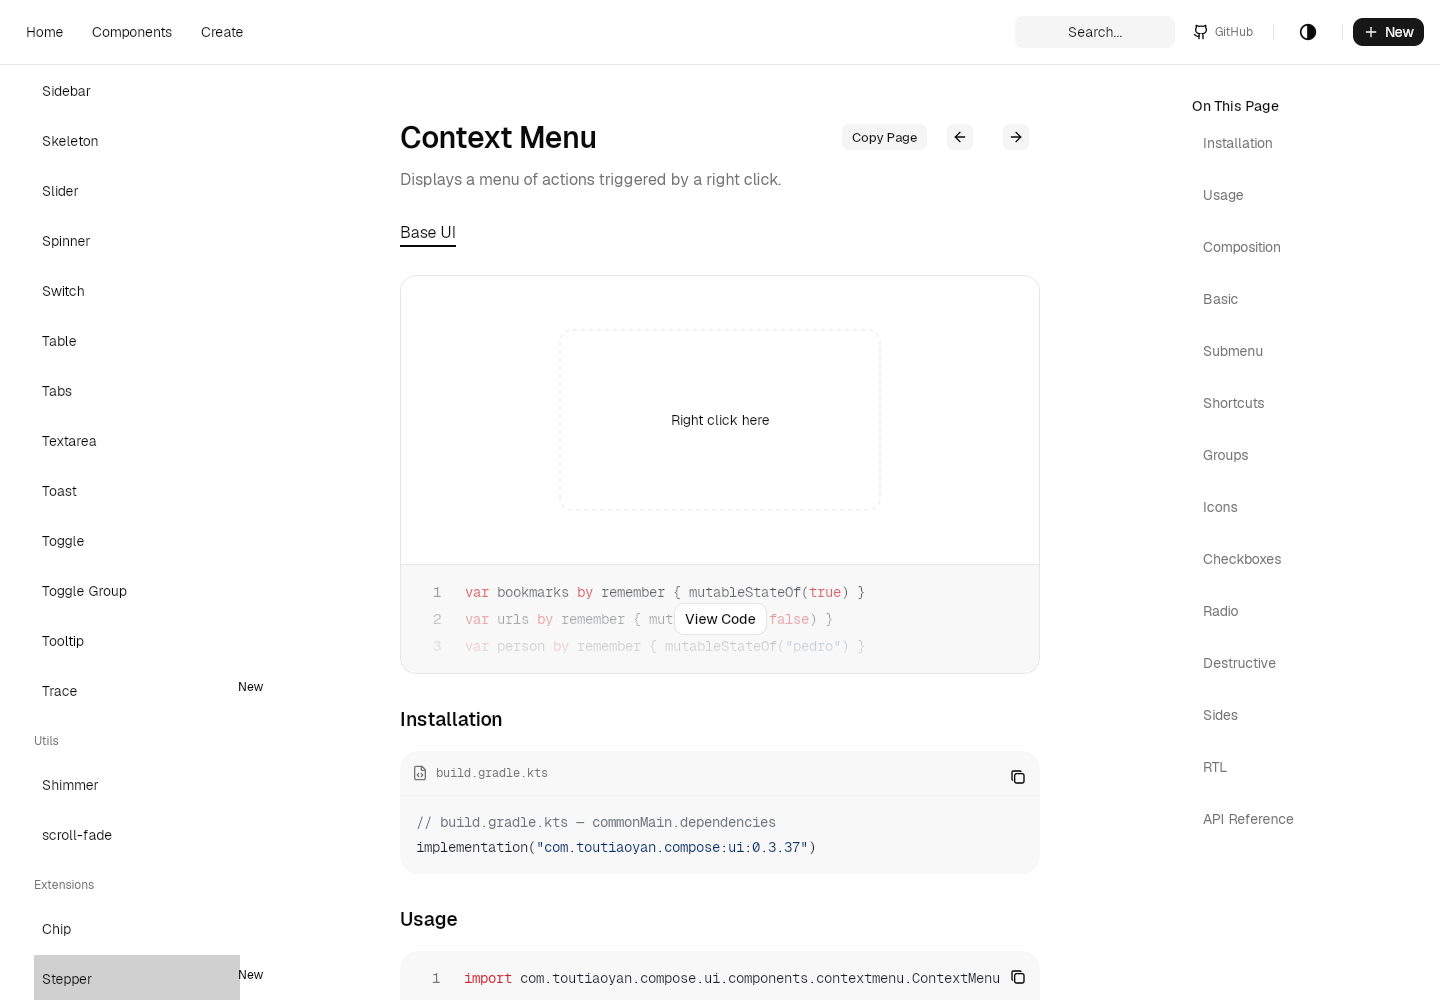 Home
Components
Create
Search...
GitHub
New
Sidebar
Skeleton
Slider
Spinner
Switch
Table
Tabs
Textarea
Toast
Toggle
Toggle Group
Tooltip
Trace
New
Utils
Shimmer
scroll-fade
Extensions
Chip
Stepper
New
Context Menu
Copy Page
Displays a menu of actions triggered by a right click.
Base UI
Right click here
1 var bookmarks by remember { mutableStateOf(true) }
2 var urls by remember { mut false) }
View Code
3 var person by remember { mutableStateOf("pedro") }
Installation
build.gradle.kts
// build.gradle.kts — commonMain.dependencies
implementation("com.toutiaoyan.compose:ui:0.3.37")
Usage
1 import com.toutiaoyan.compose.ui.components.contextmenu.ContextMenu
On This Page
Installation
Usage
Composition
Basic
Submenu
Shortcuts
Groups
Icons
Checkboxes
Radio
Destructive
Sides
RTL
API Reference